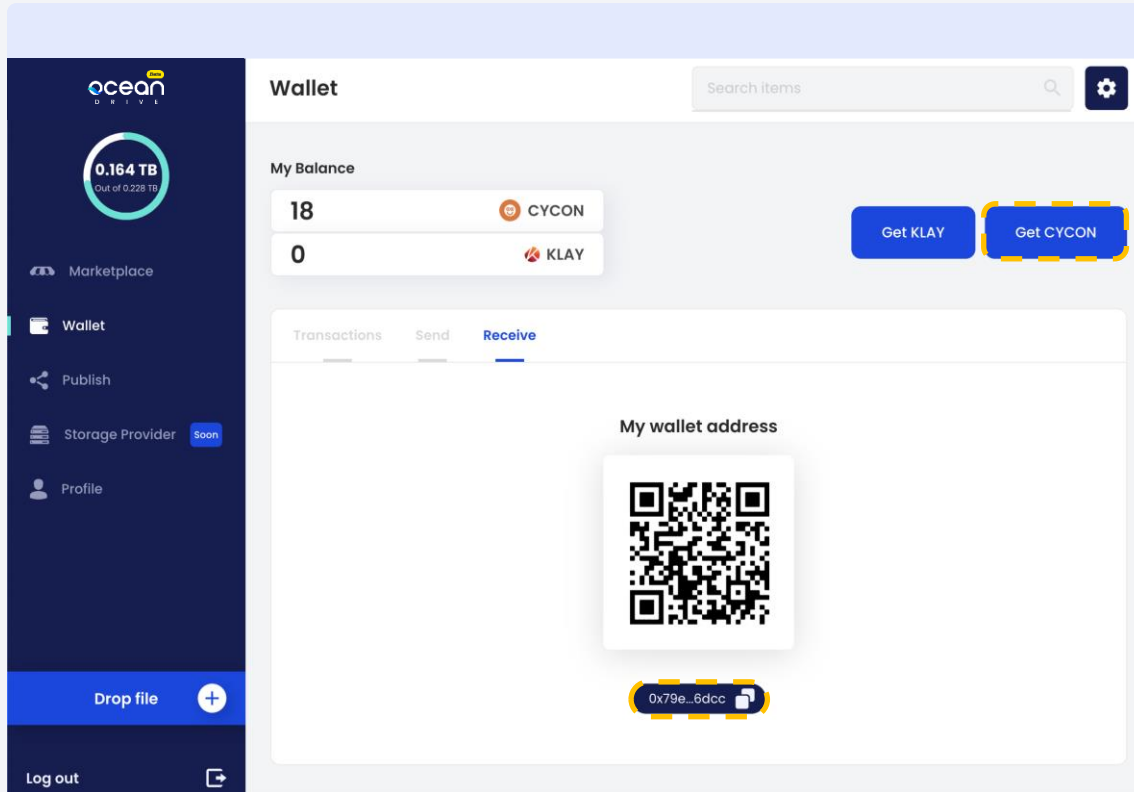 Beta
ocean
DRIVE
0.164 TB
Out of 0.228 TB
Marketplace
Wallet
Publish
Storage Provider Soon
Profile
Drop file
Log out
Wallet
Search items
My Balance
18 CYCON
0 KLAY
Get KLAY
Get CYCON
Transactions Send Receive
My wallet address
0x79e...6dcc